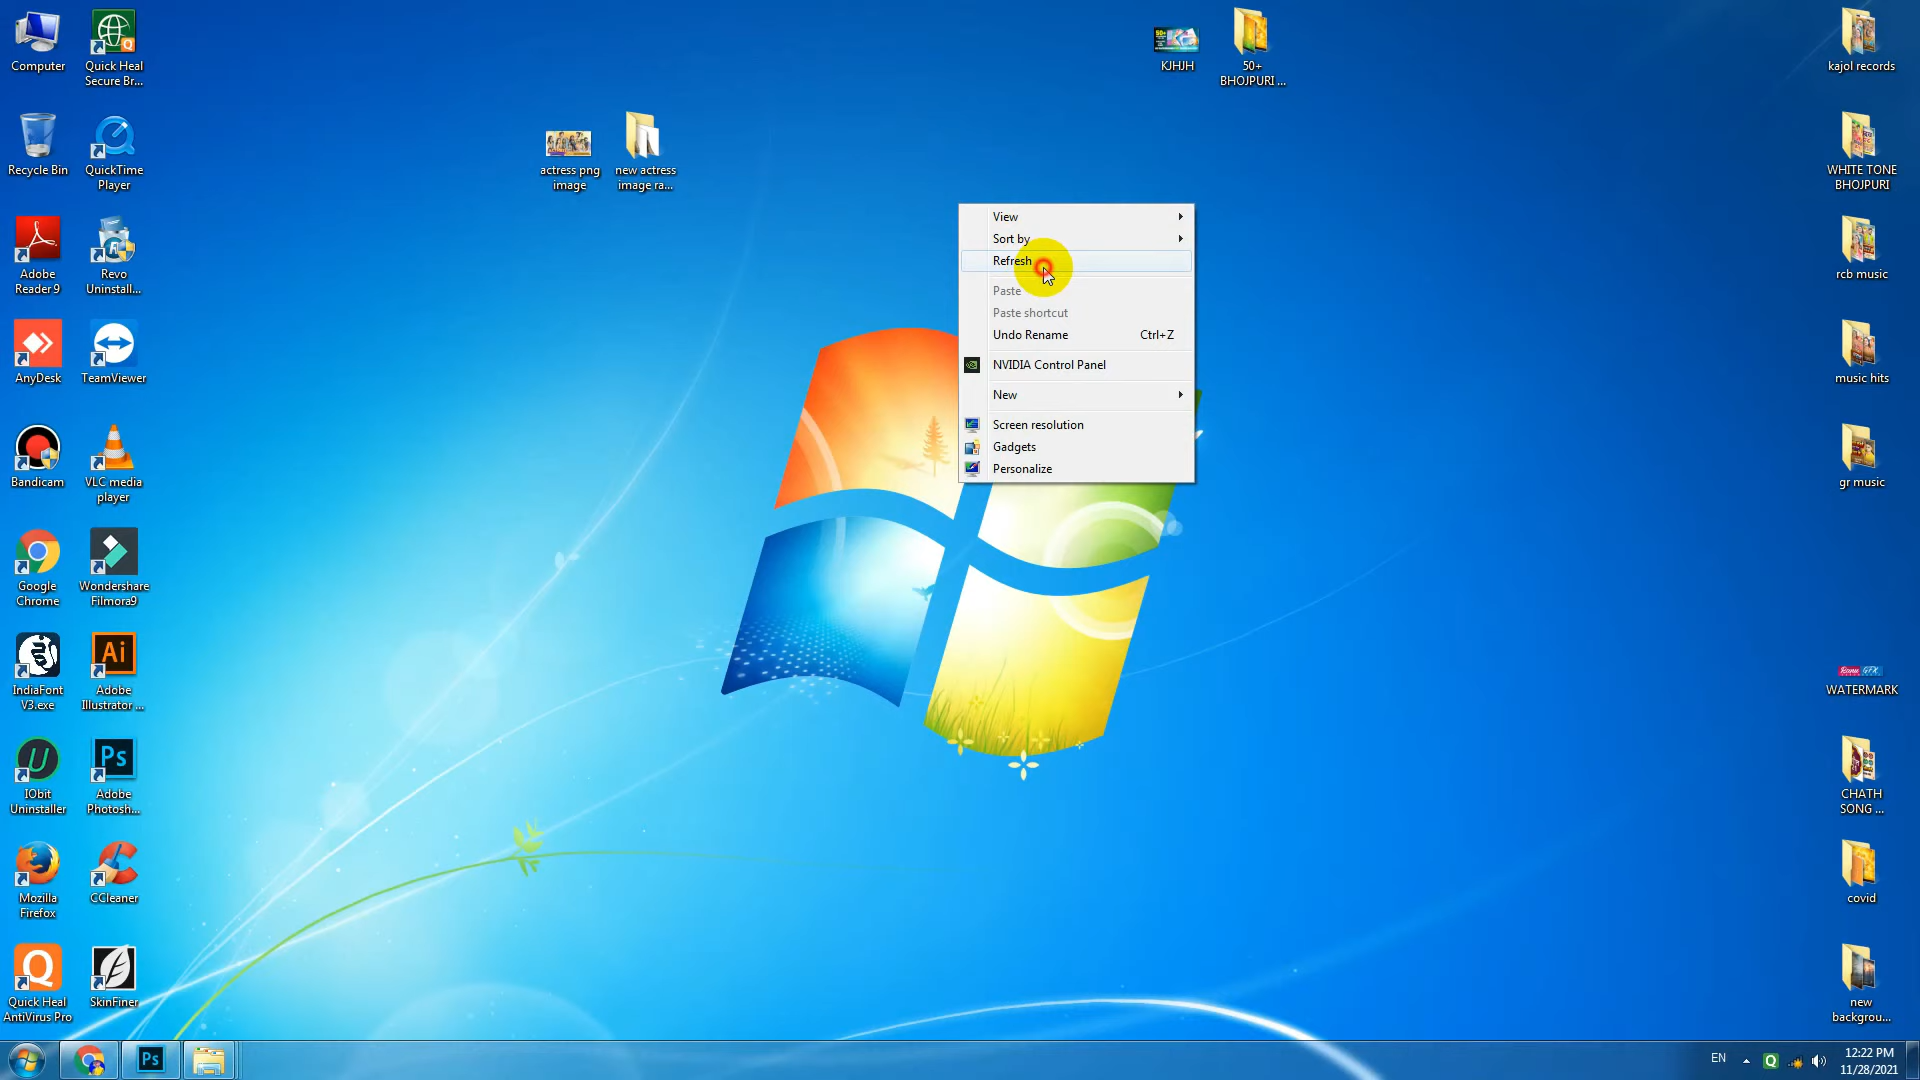 Computer
Quick Heal
Secure Br...
Recycle Bin
QuickTime
Player
Adobe
Reader 9
Revo
Uninstall...
AnyDesk
TeamViewer
Bandicam
VLC media
player
Google
Chrome
Wondershare
Filmora9
IndiaFont
V3.exe
Ai
Adobe
Illustrator ...
IObit
Uninstaller
Ps
Adobe
Photosh...
Mozilla
Firefox
CCleaner
Quick Heal
AntiVirus Pro
SkinFiner
actress png
image
new actress
image ra...
KJHJH
50+
BHOJPURI ...
View
Sort by
Refresh
Paste
Paste shortcut
Undo Rename Ctrl+Z
NVIDIA Control Panel
New
Screen resolution
Gadgets
Personalize
kajol records
WHITE TONE
BHOJPURI
rcb music
music hits
gr music
WATERMARK
CHATH
SONG ...
covid
new
backgrou...
Ps
EN
12:22 PM
11/28/2021